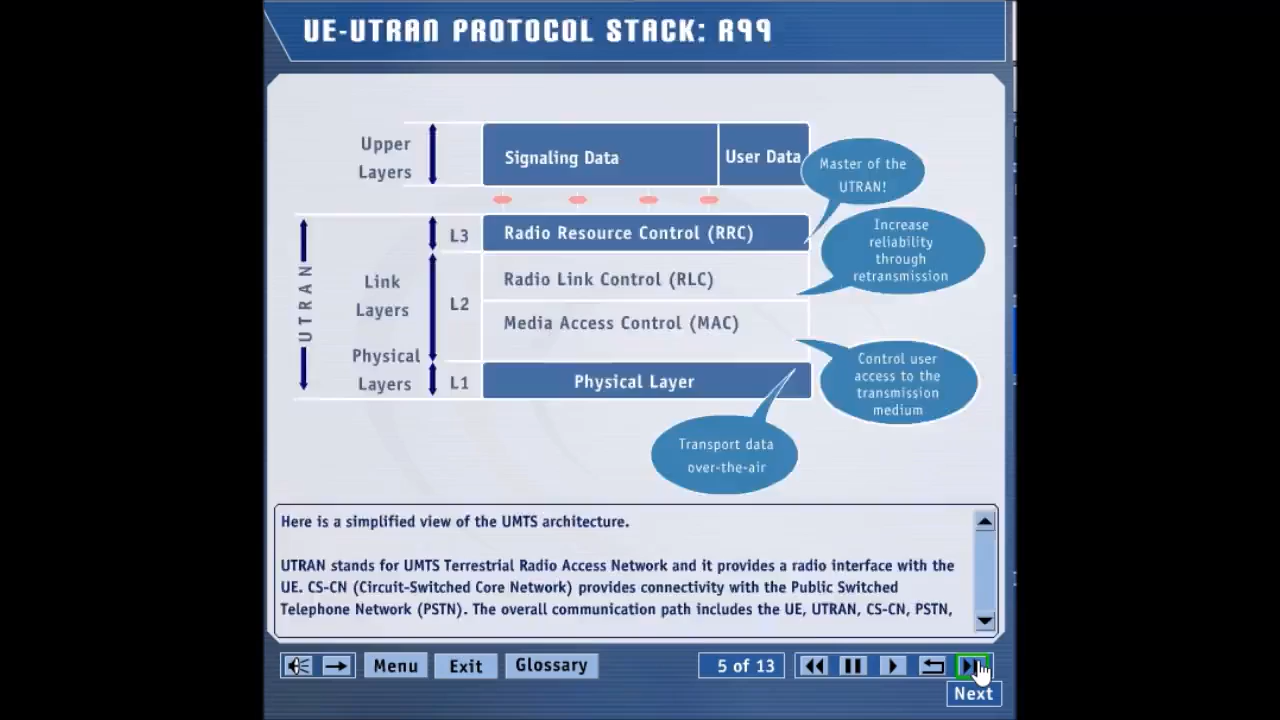 UE-UTRAN PROTOCOL STACK: R99
Upper
Layers
Signaling Data
User Data
Master of the
UTRAN!
L3
Radio Resource Control (RRC)
Increase
reliability
through
retransmission
UTRAN
Link
Layers
L2
Radio Link Control (RLC)
Media Access Control (MAC)
Control user
access to the
transmission
medium
Physical
Layers
L1
Physical Layer
Transport data
over-the-air
Here is a simplified view of the UMTS architecture.
UTRAN stands for UMTS Terrestrial Radio Access Network and it provides a radio interface with the
UE. CS-CN (Circuit-Switched Core Network) provides connectivity with the Public Switched
Telephone Network (PSTN). The overall communication path includes the UE, UTRAN, CS-CN, PSTN,
Menu
Exit
Glossary
5 of 13
Next